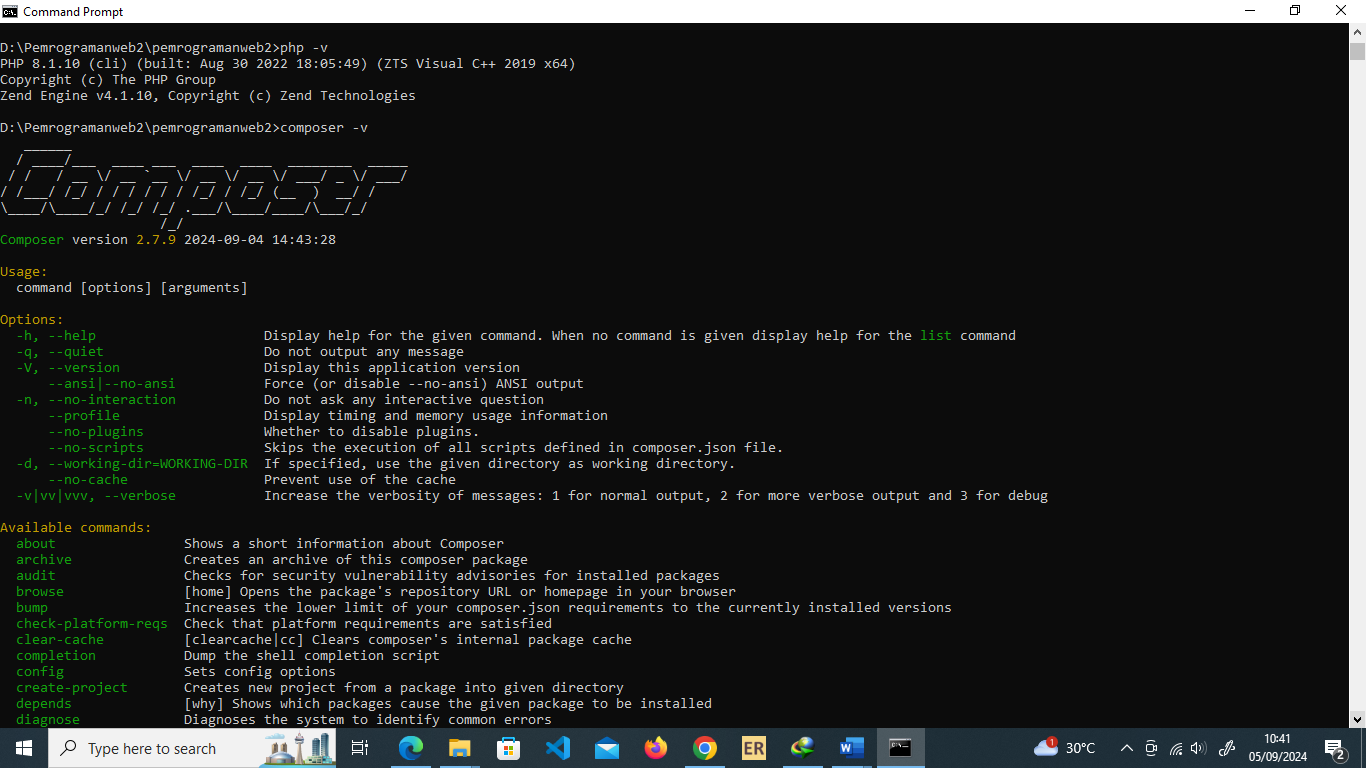 Command Prompt
D:\Pemrogramanweb2\pemrogramanweb2>php -v
PHP 8.1.10 (cli) (built: Aug 30 2022 18:05:49) (ZTS Visual C++ 2019 x64)
Copyright (c) The PHP Group
Zend Engine v4.1.10, Copyright (c) Zend Technologies
D:\Pemrogramanweb2\pemrogramanweb2>composer -v
Composer
Composer version 2.7.9 2024-09-04 14:43:28
Usage:
command [options] [arguments]
Options:
-h, --help Display help for the given command. When no command is given display help for the list command
-q, --quiet Do not output any message
-V, --version Display this application version
--ansi|--no-ansi Force (or disable --no-ansi) ANSI output
-n, --no-interaction Do not ask any interactive question
--profile Display timing and memory usage information
--no-plugins Whether to disable plugins.
--no-scripts Skips the execution of all scripts defined in composer.json file.
-d, --working-dir=WORKING-DIR If specified, use the given directory as working directory.
--no-cache Prevent use of the cache
-v|vv|vvv, --verbose Increase the verbosity of messages: 1 for normal output, 2 for more verbose output and 3 for debug
Available commands:
about Shows a short information about Composer
archive Creates an archive of this composer package
audit Checks for security vulnerability advisories for installed packages
browse [home] Opens the package's repository URL or homepage in your browser
bump Increases the lower limit of your composer.json requirements to the currently installed versions
check-platform-reqs Check that platform requirements are satisfied
clear-cache [clearcache|cc] Clears composer's internal package cache
completion Dump the shell completion script
config Sets config options
create-project Creates new project from a package into given directory
depends [why] Shows which packages cause the given package to be installed
diagnose Diagnoses the system to identify common errors
Type here to search
ER
1
30°C
10:41
05/09/2024
2